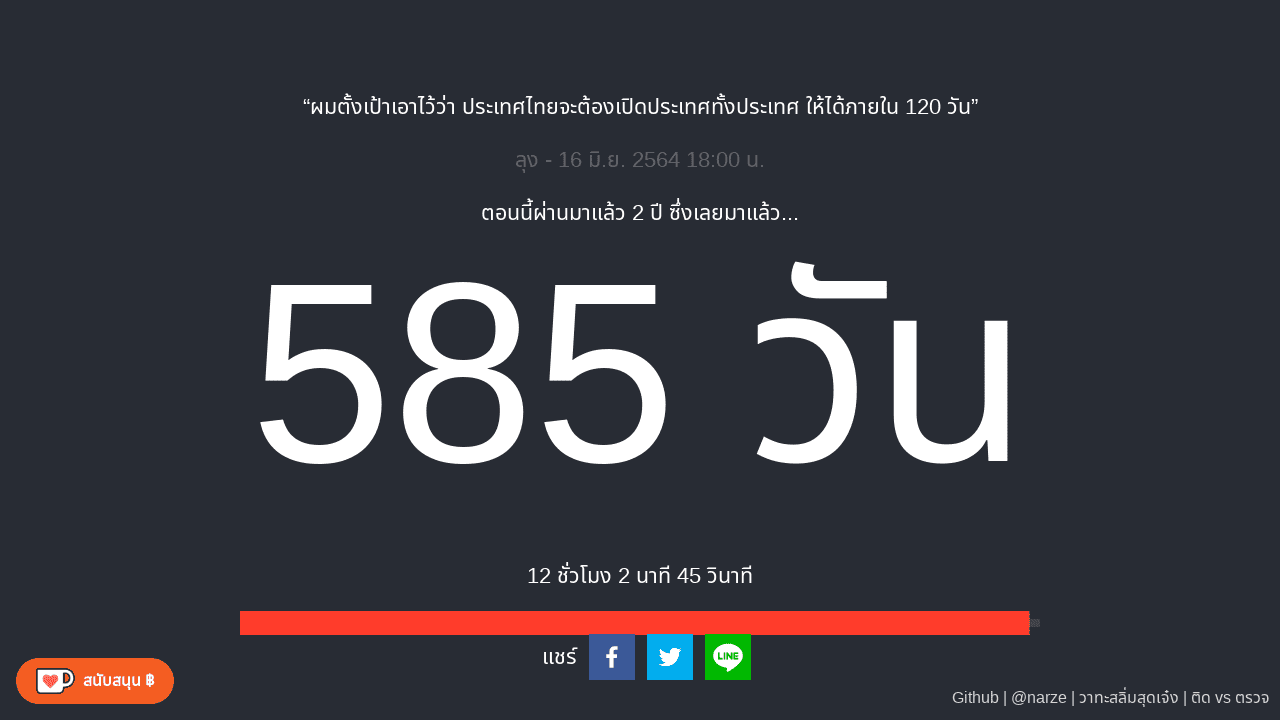 “ผมตั้งเป้าเอาไว้ว่า ประเทศไทยจะต้องเปิดประเทศทั้งประเทศ ให้ได้ภายใน 120 วัน”
ลุง - 16 มิ.ย. 2564 18:00 น.
ตอนนี้ผ่านมาแล้ว 2 ปี ซึ่งเลยมาแล้ว...
585 วัน
12 ชั่วโมง 2 นาที 45 วินาที
แชร์
LINE
สนับสนุน ฿
Github | @narze | วาทะสลิ่มสุดเจ๋ง | ติด vs ตรวจ